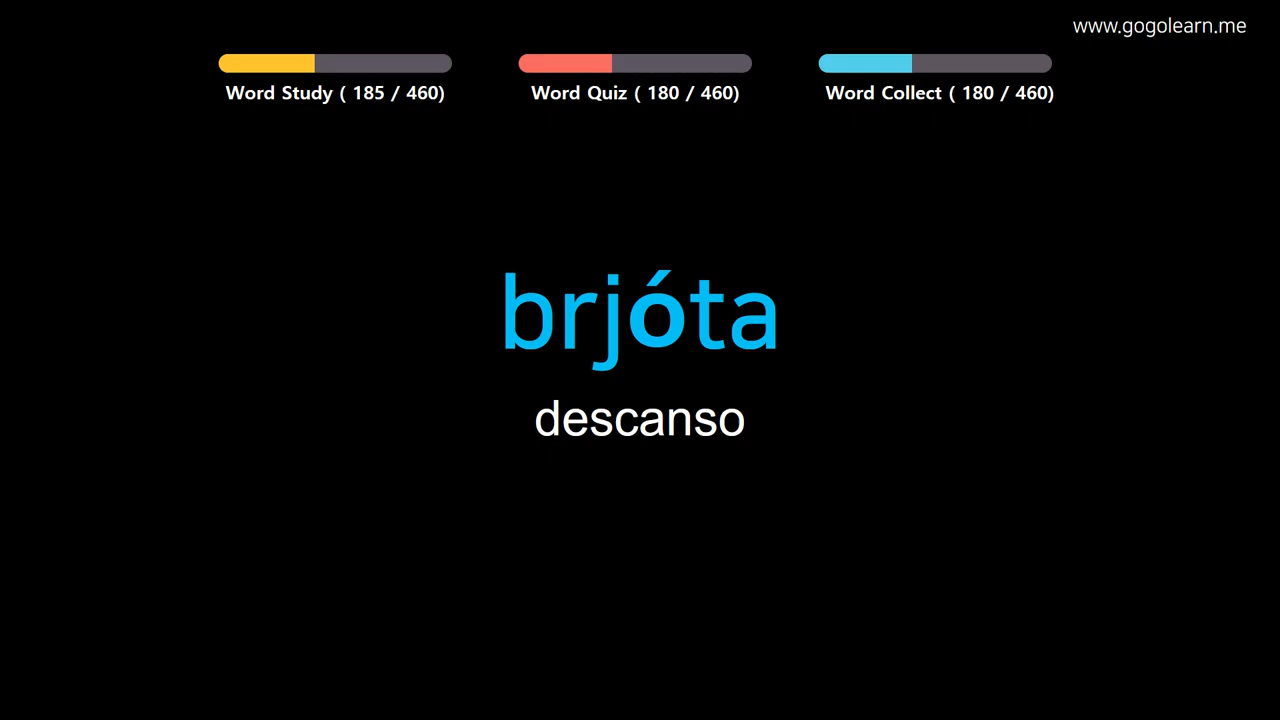 www.gogolearn.me
Word Study ( 185 / 460)
Word Quiz ( 180 / 460)
Word Collect ( 180 / 460)
brjóta
descanso